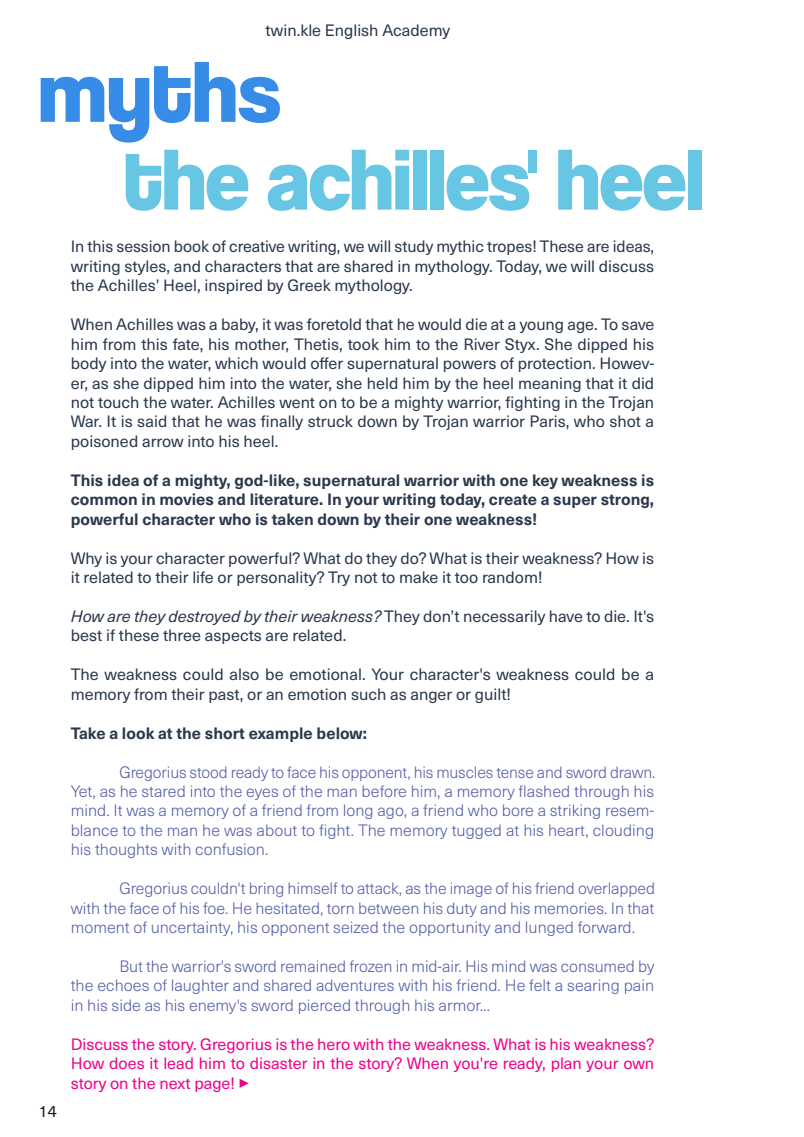 twin.kle English Academy
myths
the achilles' heel
In this session book of creative writing, we will study mythic tropes! These are ideas,
writing styles, and characters that are shared in mythology. Today, we will discuss
the Achilles’ Heel, inspired by Greek mythology.
When Achilles was a baby, it was foretold that he would die at a young age. To save
him from this fate, his mother, Thetis, took him to the River Styx. She dipped his
body into the water, which would offer supernatural powers of protection. Howev-
er, as she dipped him into the water, she held him by the heel meaning that it did
not touch the water. Achilles went on to be a mighty warrior, fighting in the Trojan
War. It is said that he was finally struck down by Trojan warrior Paris, who shot a
poisoned arrow into his heel.
This idea of a mighty, god-like, supernatural warrior with one key weakness is
common in movies and literature. In your writing today, create a super strong,
powerful character who is taken down by their one weakness!
Why is your character powerful? What do they do? What is their weakness? How is
it related to their life or personality? Try not to make it too random!
How are they destroyed by their weakness? They don’t necessarily have to die. It's
best if these three aspects are related.
The weakness could also be emotional. Your character's weakness could be a
memory from their past, or an emotion such as anger or guilt!
Take a look at the short example below:
Gregorius stood ready to face his opponent, his muscles tense and sword drawn.
Yet, as he stared into the eyes of the man before him, a memory flashed through his
mind. It was a memory of a friend from long ago, a friend who bore a striking resem-
blance to the man he was about to fight. The memory tugged at his heart, clouding
his thoughts with confusion.
Gregorius couldn't bring himself to attack, as the image of his friend overlapped
with the face of his foe. He hesitated, torn between his duty and his memories. In that
moment of uncertainty, his opponent seized the opportunity and lunged forward.
But the warrior's sword remained frozen in mid-air. His mind was consumed by
the echoes of laughter and shared adventures with his friend. He felt a searing pain
in his side as his enemy's sword pierced through his armor...
Discuss the story. Gregorius is the hero with the weakness. What is his weakness?
How does it lead him to disaster in the story? When you're ready, plan your own
story on the next page! ▶
14